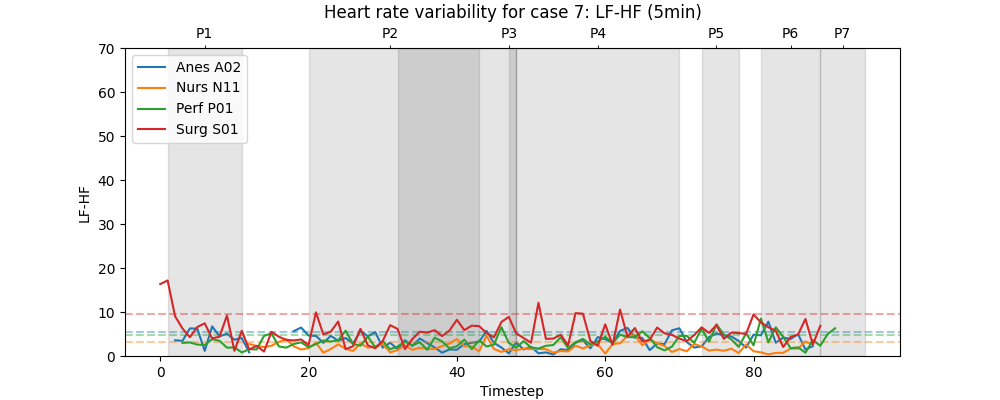 Heart rate variability for case 7: LF-HF (5min)
P1 P2 P3 P4 P5 P6 P7
70
60
50
40
30
20
10
0
LF-HF
Anes A02
Nurs N11
Perf P01
Surg S01
0 20 40 60 80
Timestep